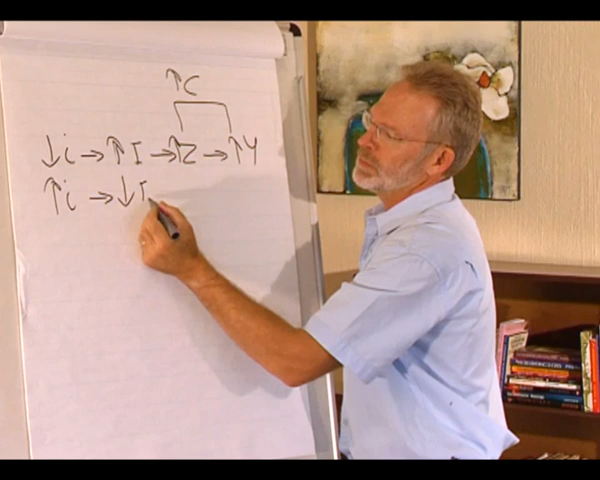 ↑C
↓i → ↑I → ↑Z → ↑Y
↑i → ↓I